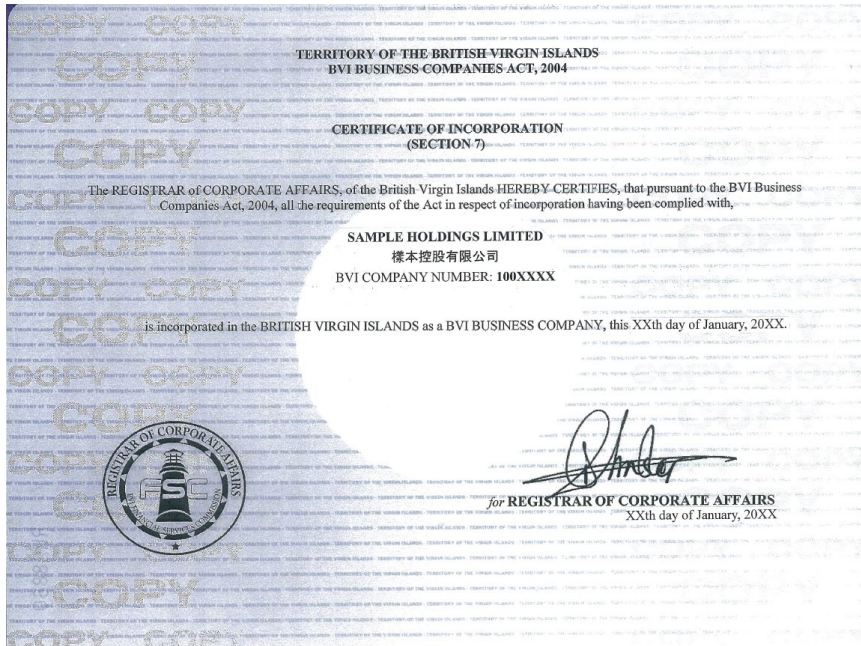 TERRITORY OF THE BRITISH VIRGIN ISLANDS
BVI BUSINESS COMPANIES ACT, 2004
CERTIFICATE OF INCORPORATION
(SECTION 7)
The REGISTRAR of CORPORATE AFFAIRS, of the British Virgin Islands HEREBY CERTIFIES, that pursuant to the BVI Business
Companies Act, 2004, all the requirements of the Act in respect of incorporation having been complied with,
SAMPLE HOLDINGS LIMITED
樣本控股有限公司
BVI COMPANY NUMBER: 100XXXX
is incorporated in the BRITISH VIRGIN ISLANDS as a BVI BUSINESS COMPANY, this XXth day of January, 20XX.
REGISTRAR OF CORPORATE AFFAIRS
FSC
BVI FINANCIAL SERVICES COMMISSION
for REGISTRAR OF CORPORATE AFFAIRS
XXth day of January, 20XX
COPY